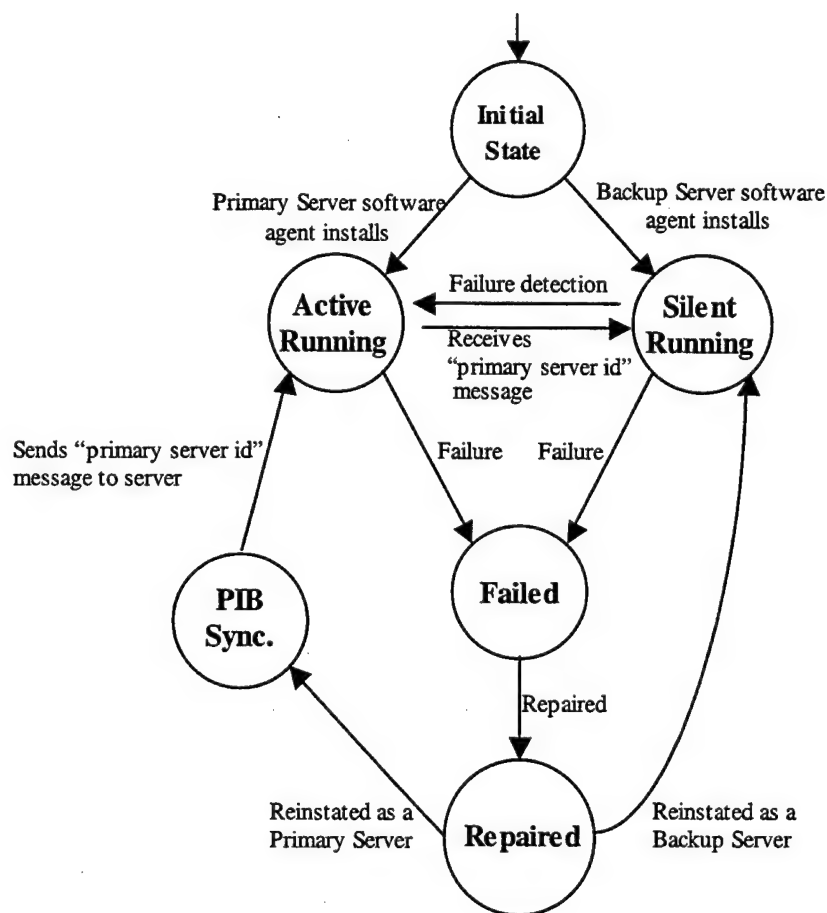 Initial
State
Primary Server software
agent installs
Backup Server software
agent installs
Failure detection
Active
Running
Silent
Running
Receives
“primary server id”
message
Sends “primary server id”
message to server
Failure
Failure
PIB
Sync.
Failed
Repaired
Reinstated as a
Primary Server
Repaired
Reinstated as a
Backup Server